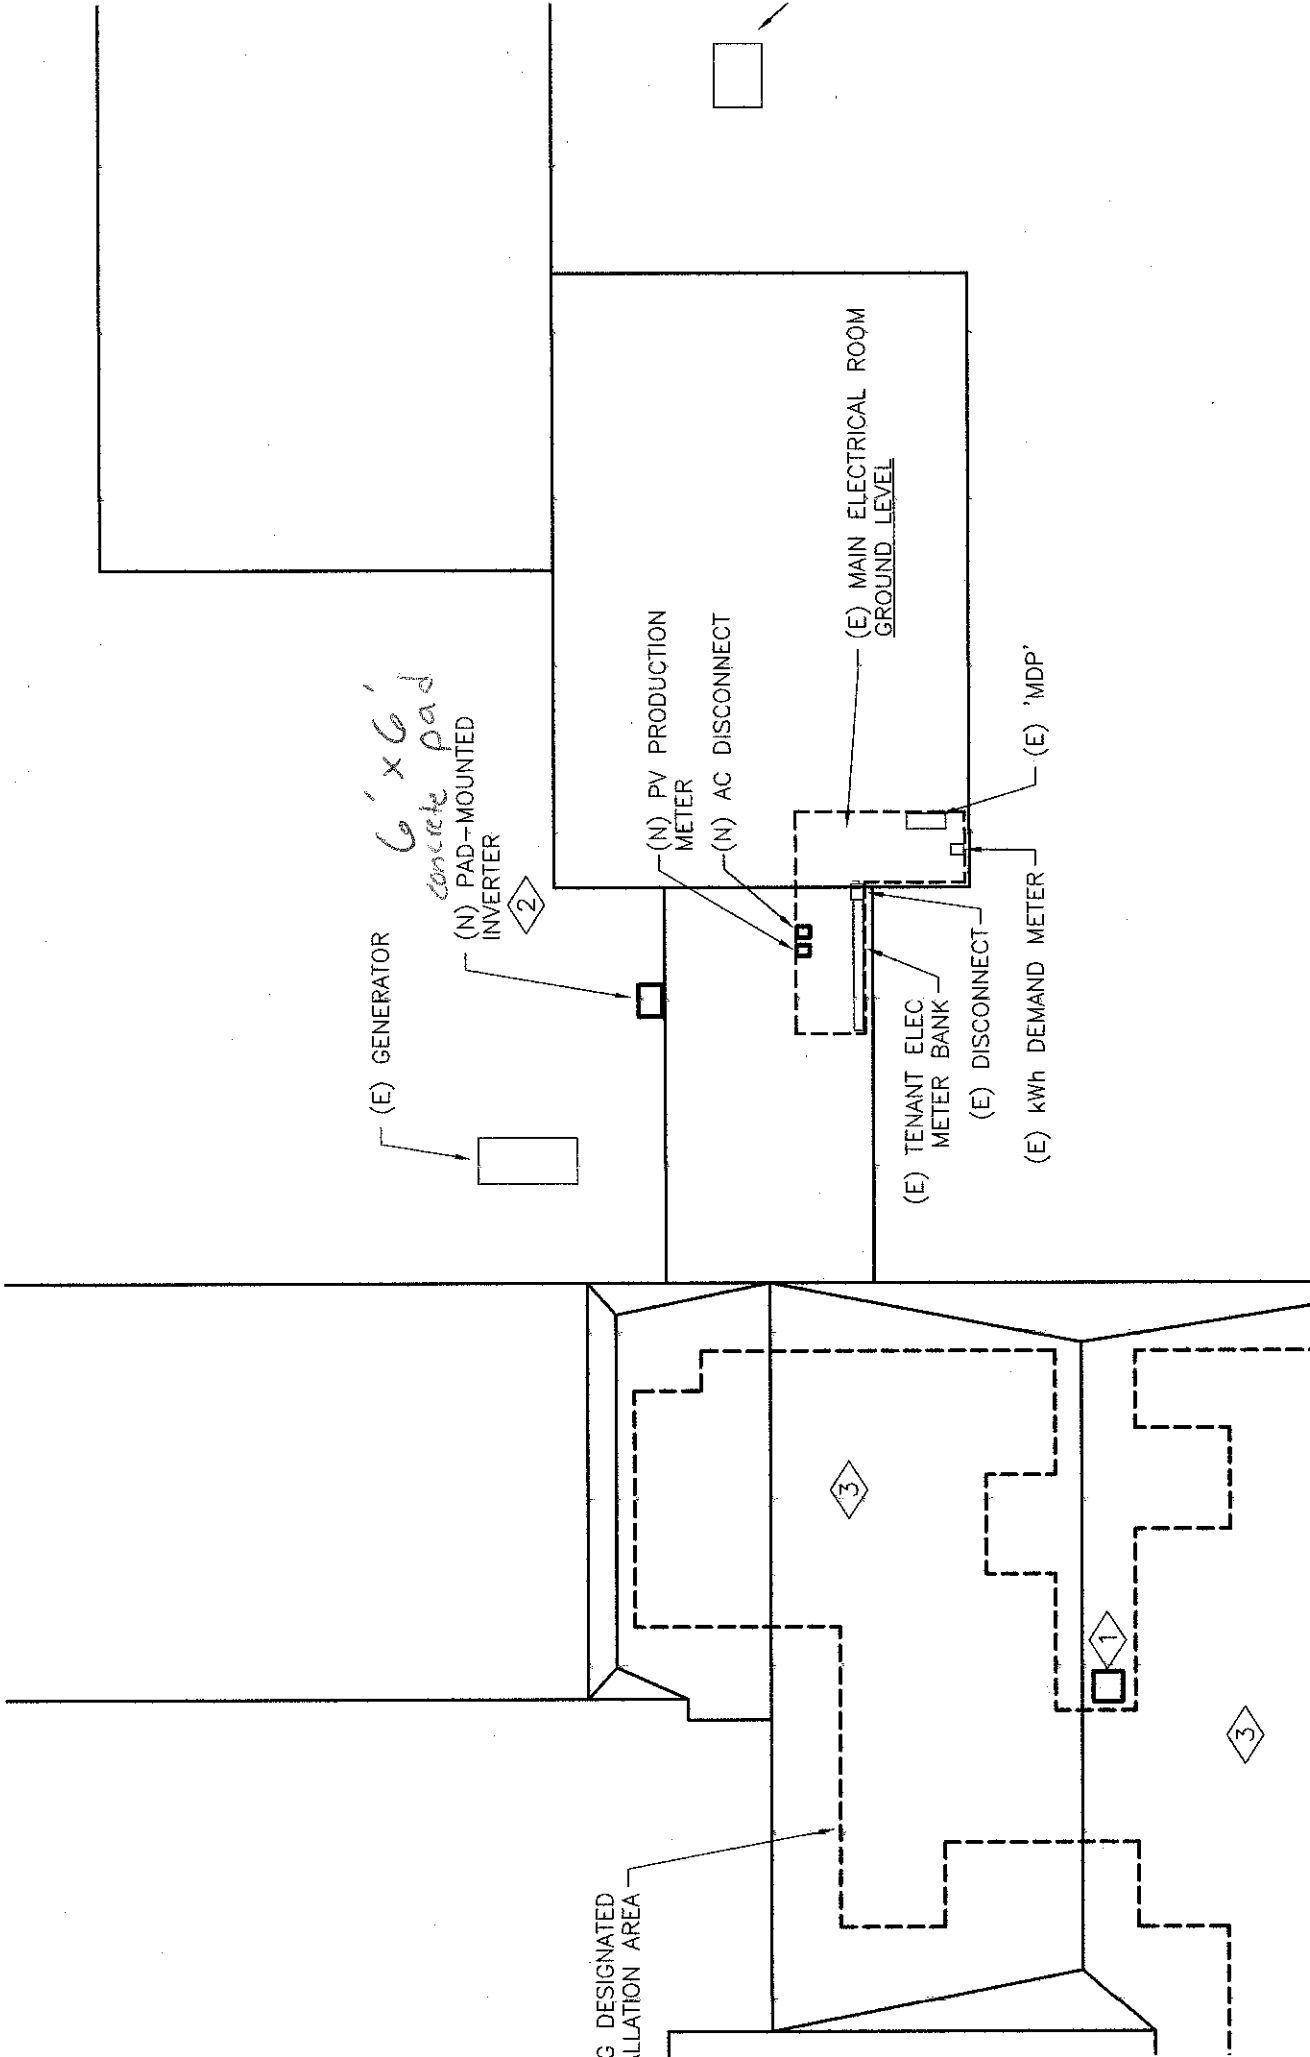 6' x 6'
concrete pad
(N) PAD-MOUNTED
INVERTER
2
(E) GENERATOR
(N) PV PRODUCTION
METER
(N) AC DISCONNECT
(E) MAIN ELECTRICAL ROOM
GROUND LEVEL
(E) 'MDP'
(E) TENANT ELEC
METER BANK
(E) DISCONNECT
(E) kWh DEMAND METER
3
1
3
G DESIGNATED
ALLATION AREA